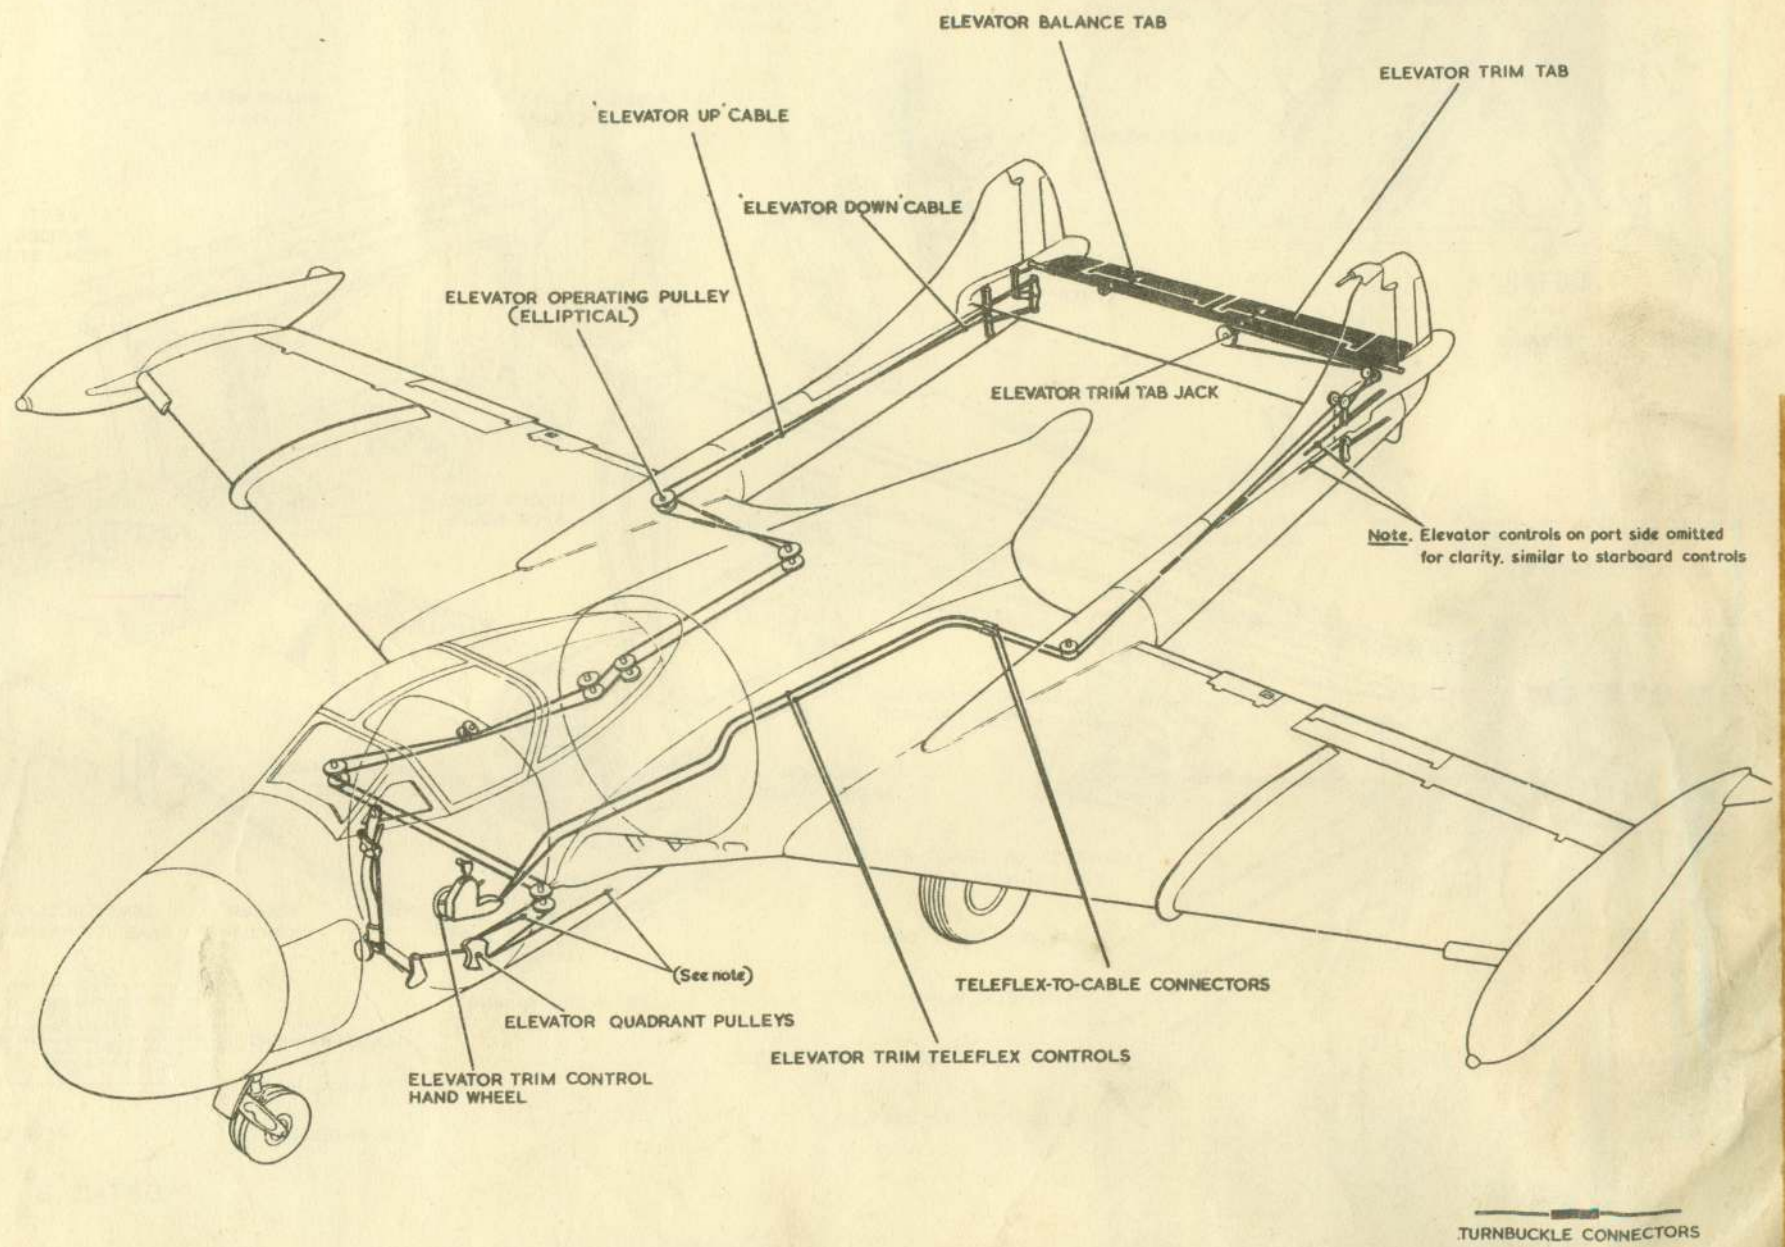 ELEVATOR BALANCE TAB
ELEVATOR TRIM TAB
'ELEVATOR UP' CABLE
'ELEVATOR DOWN' CABLE
ELEVATOR OPERATING PULLEY
(ELLIPTICAL)
ELEVATOR TRIM TAB JACK
Note. Elevator controls on port side omitted
for clarity. similar to starboard controls
(See note)
TELEFLEX-TO-CABLE CONNECTORS
ELEVATOR QUADRANT PULLEYS
ELEVATOR TRIM TELEFLEX CONTROLS
ELEVATOR TRIM CONTROL
HAND WHEEL
TURNBUCKLE CONNECTORS